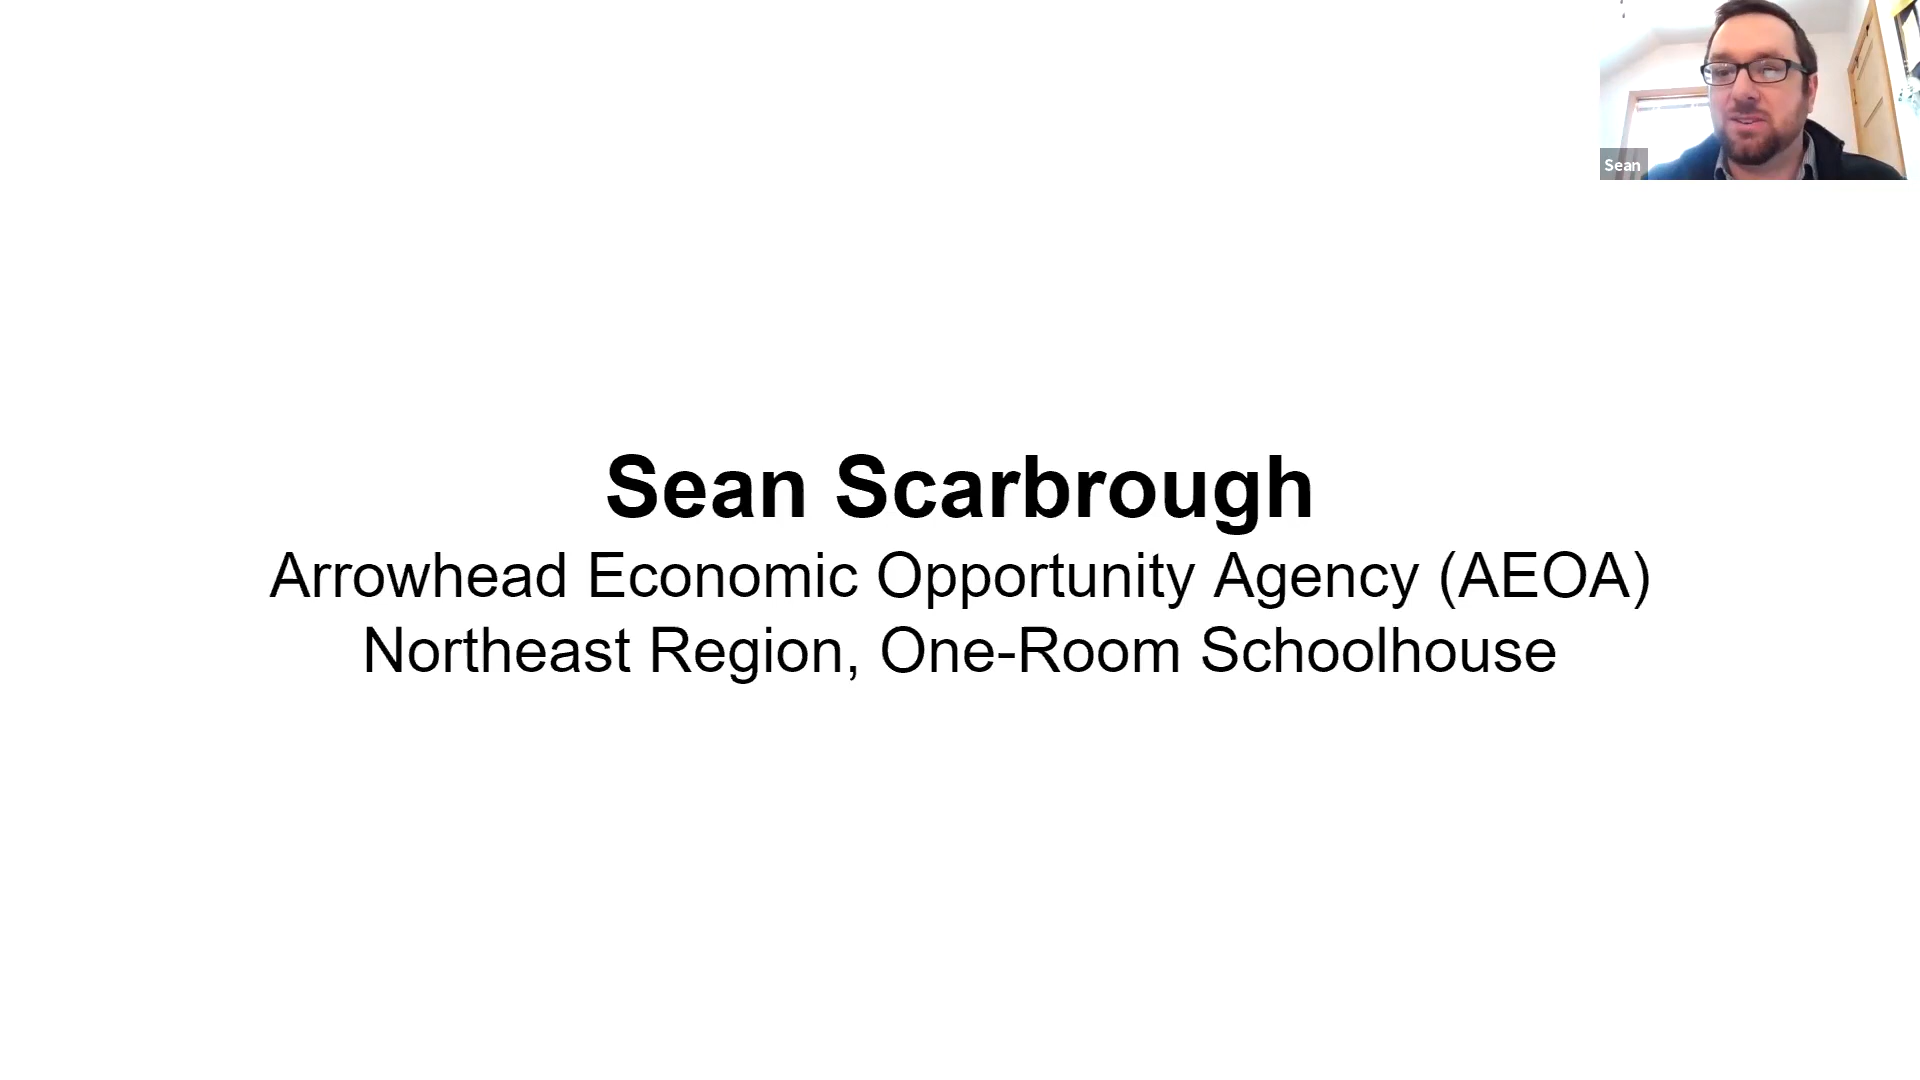 Sean
Sean Scarbrough
Arrowhead Economic Opportunity Agency (AEOA)
Northeast Region, One-Room Schoolhouse